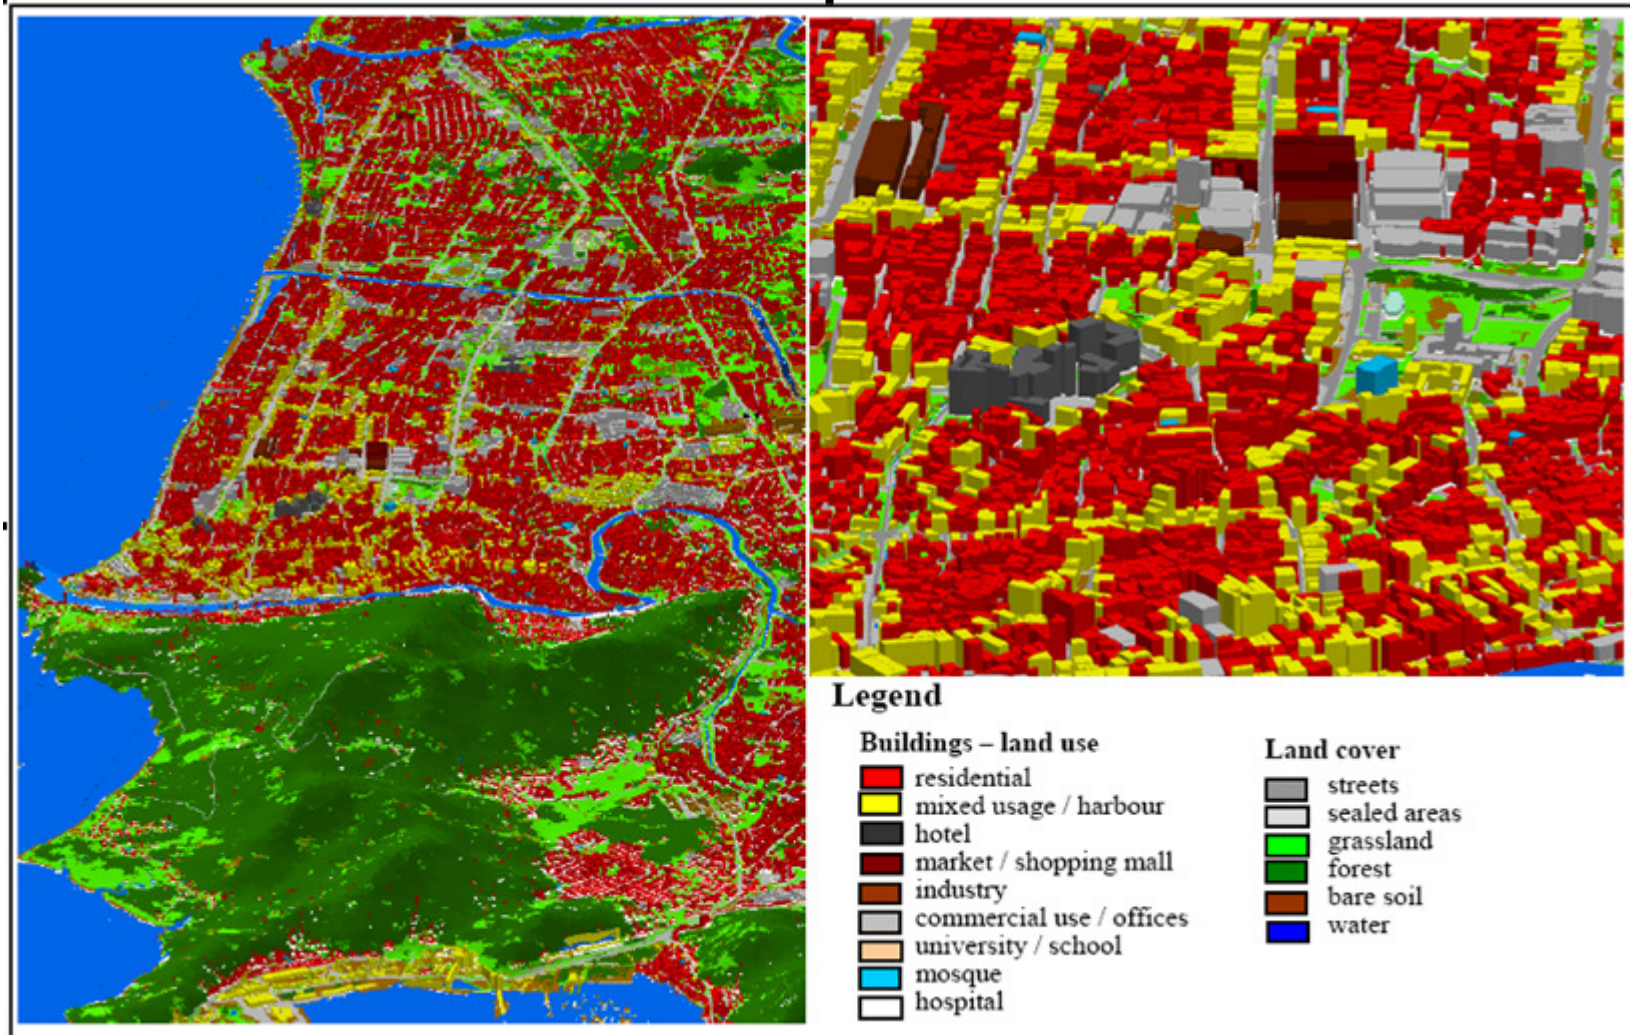 Legend
Buildings – land use
residential
mixed usage / harbour
hotel
market / shopping mall
industry
commercial use / offices
university / school
mosque
hospital
Land cover
streets
sealed areas
grassland
forest
bare soil
water